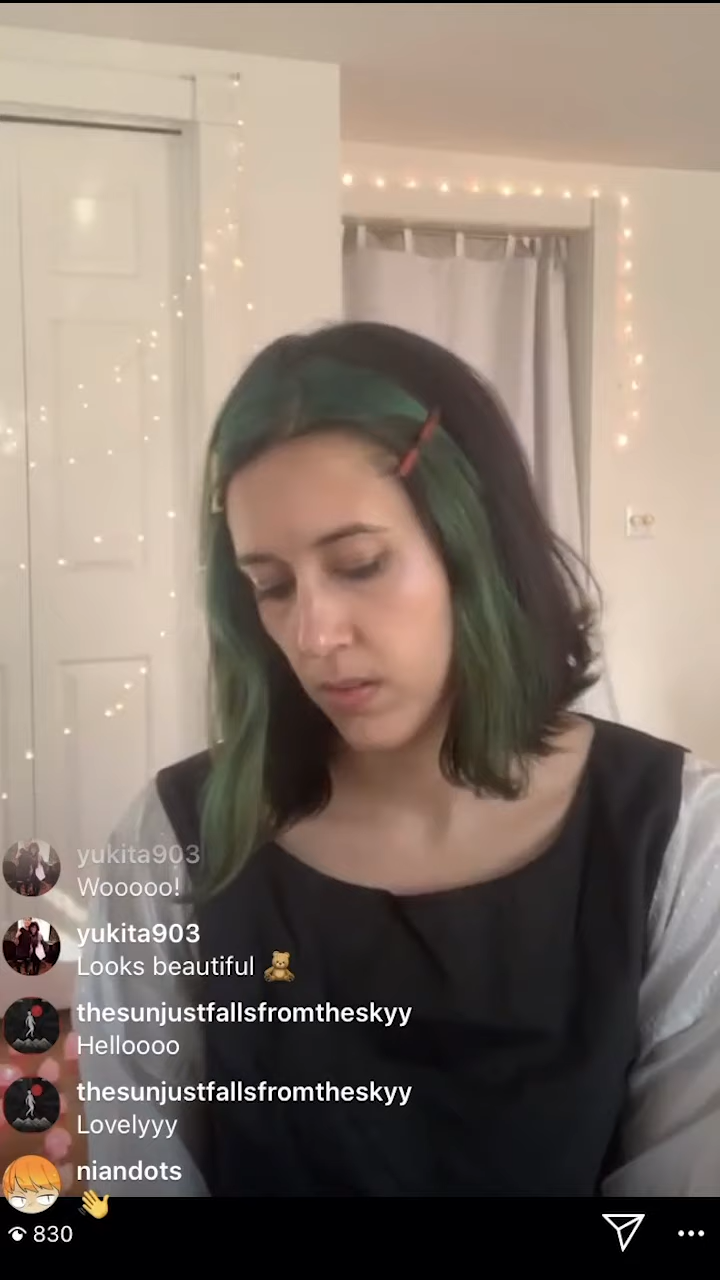 yukita903
Wooooo!
yukita903
Looks beautiful 🧸
thesunjustfallsfromtheskyy
Helloooo
thesunjustfallsfromtheskyy
Lovelyyy
niandots
👋
830